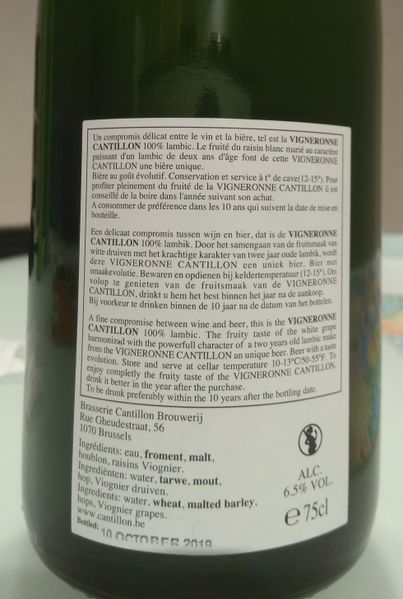 Un compromis délicat entre le vin et la bière, tel est la VIGNERONNE
CANTILLON 100% lambic. Le fruité du raisin blanc marié au caractère
puissant d'un lambic de deux ans d'âge font de cette VIGNERONNE
CANTILLON une bière unique.
Bière au goût évolutif. Conservation et service à t° de cave(12-15°). Pour
profiter pleinement du fruité de la VIGNERONNE CANTILLON il est
conseillé de la boire dans l'année suivant son achat.
A consommer de préférence dans les 10 ans qui suivent la date de mise en
bouteille.
Een delicaat compromis tussen wijn en bier, dat is de VIGNERONNE
CANTILLON 100% lambik. Door het samengaan van de fruitsmaak van
witte druiven met het krachtige karakter van twee jaar oude lambik, wordt
deze VIGNERONNE CANTILLON een uniek bier. Bier met
smaakevolutie. Bewaren en opdienen bij keldertemperatuur (12-15°). Om
volop te genieten van de fruitsmaak van de VIGNERONNE
CANTILLON, drinkt u hem het best binnen het jaar na de aankoop.
Bij voorkeur te drinken binnen de 10 jaar na de datum van het bottelen.
A fine compromise between wine and beer, this is the VIGNERONNE
CANTILLON 100% lambic. The fruity taste of the white grape
harmonizad with the powerfull character of a two years old lambic make
from the VIGNERONNE CANTILLON an unique beer. Beer with a taste
evolution. Store and serve at cellar temperature 10-13°C/50-55°F. To
enjoy completly the fruity taste of the VIGNERONNE CANTILLON,
drink it better in the year after the purchase.
To be drunk preferably within the 10 years after the bottling date.
Brasserie Cantillon Brouwerij
Rue Gheudestraat, 56
1070 Brussels
Ingrédients: eau, froment, malt,
houblon, raisins Viognier.
Ingrediënten: water, tarwe, mout,
hop, Viognier druiven.
Ingredients: water, wheat, malted barley,
hops, Viognier grapes.
www.cantillon.be
Bottled: 10 OCTOBER 2019
ALC.
6.5% VOL.
e 75cl